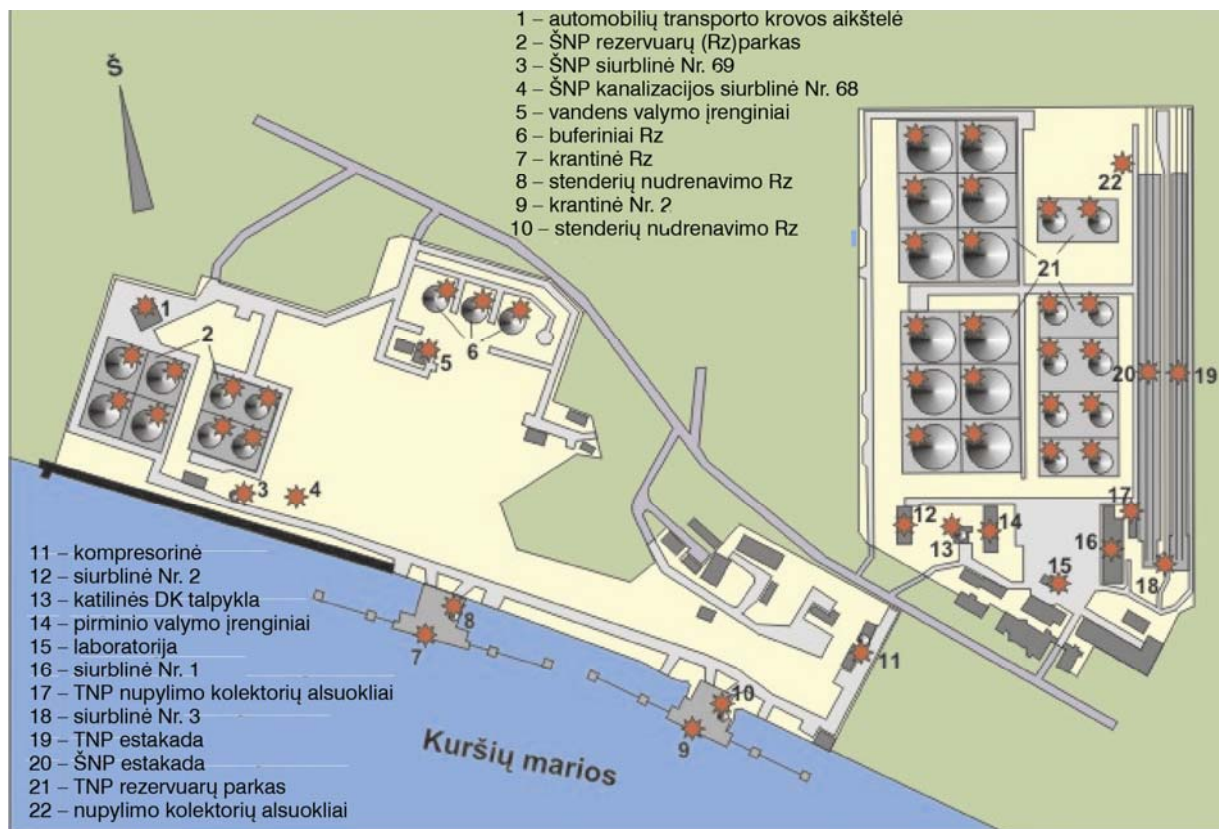 1 – automobilių transporto krovos aikštelė
2 – ŠNP rezervuarų (Rz)parkas
3 – ŠNP siurblinė Nr. 69
4 – ŠNP kanalizacijos siurblinė Nr. 68
5 – vandens valymo įrenginiai
6 – buferiniai Rz
7 – krantinė Rz
8 – stenderių nudrenavimo Rz
9 – krantinė Nr. 2
10 – stenderių nudrenavimo Rz
Š
22
21
1
2
6
5
20
19
3
4
17
12
13
14
16
15
18
11 – kompresorinė
12 – siurblinė Nr. 2
13 – katilinės DK talpykla
14 – pirminio valymo įrenginiai
15 – laboratorija
16 – siurblinė Nr. 1
17 – TNP nupylimo kolektorių alsuokliai
18 – siurblinė Nr. 3
19 – TNP estakada
20 – ŠNP estakada
21 – TNP rezervuarų parkas
22 – nupylimo kolektorių alsuokliai
8
7
11
10
9
Kuršių marios